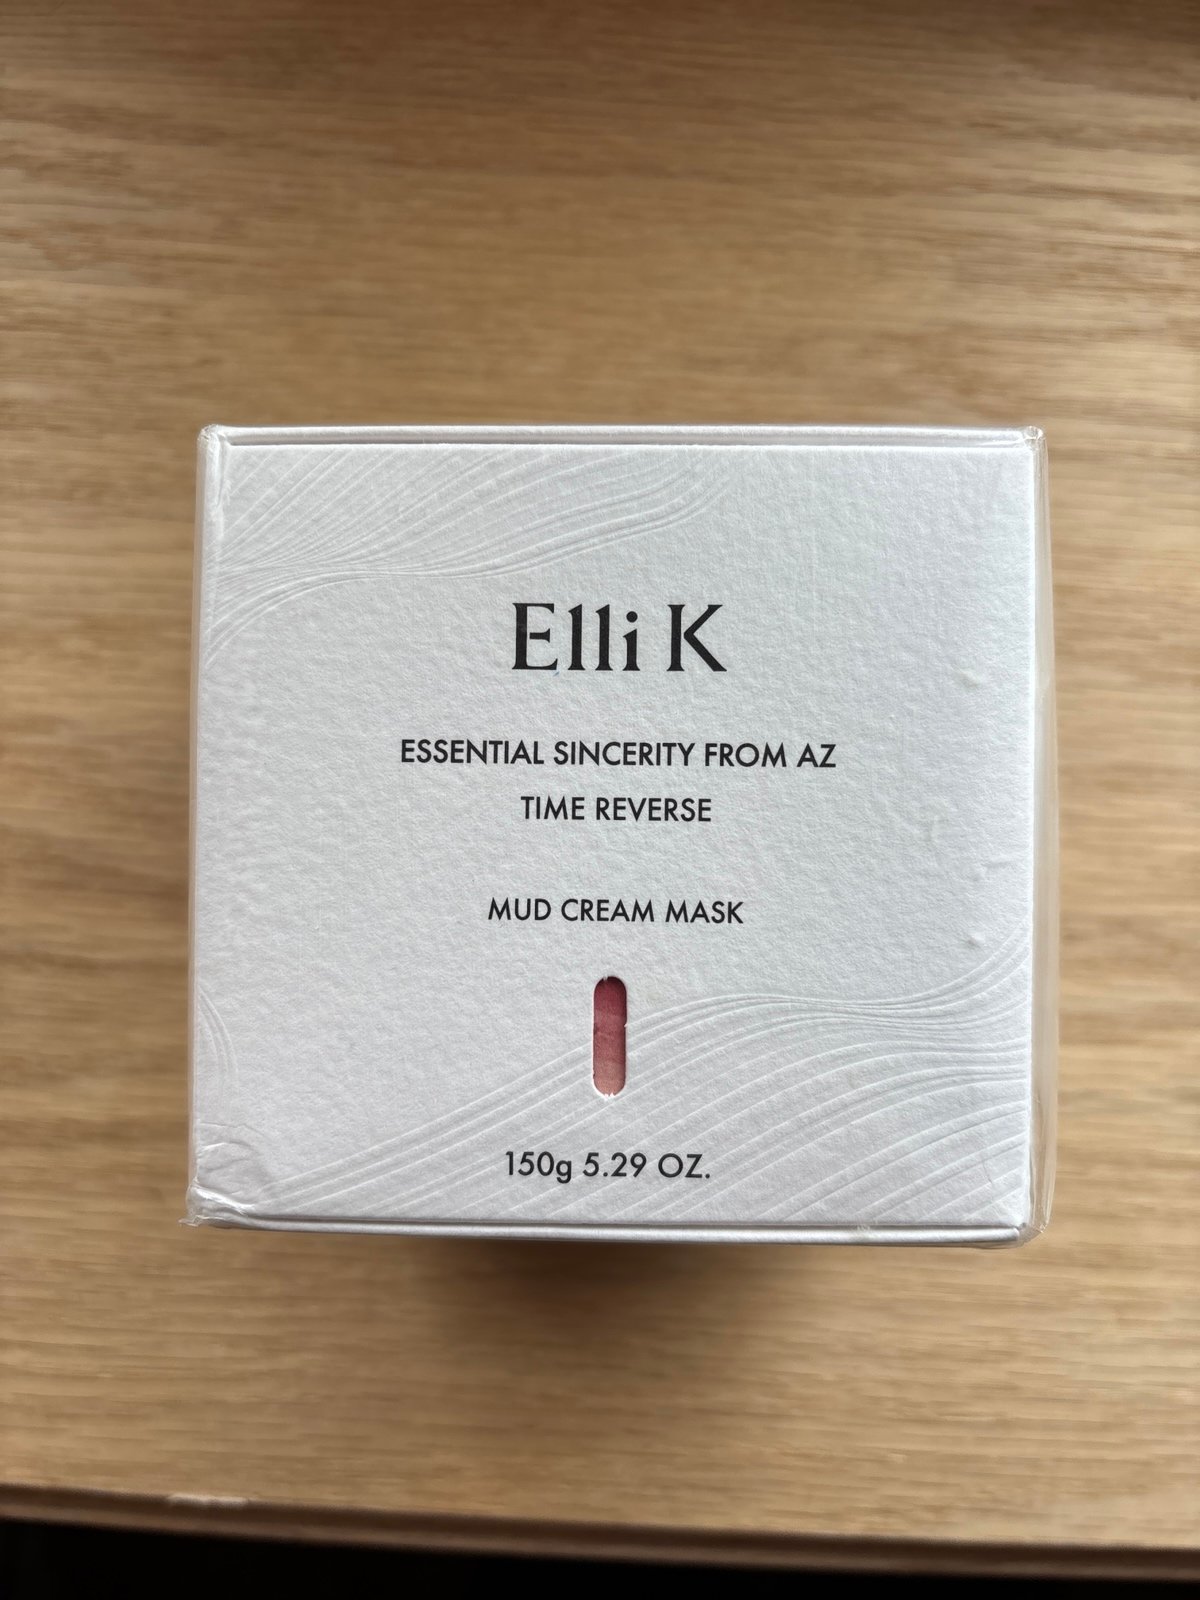 Elli K
ESSENTIAL SINCERITY FROM AZ
TIME REVERSE
MUD CREAM MASK
150g 5.29 OZ.